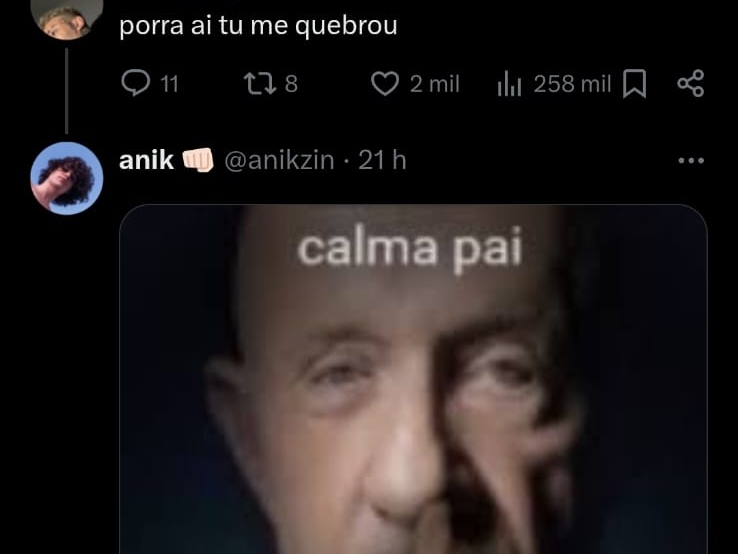 porra ai tu me quebrou
11 8 2 mil 258 mil
anik 👊🏻 @anikzin · 21 h
calma pai